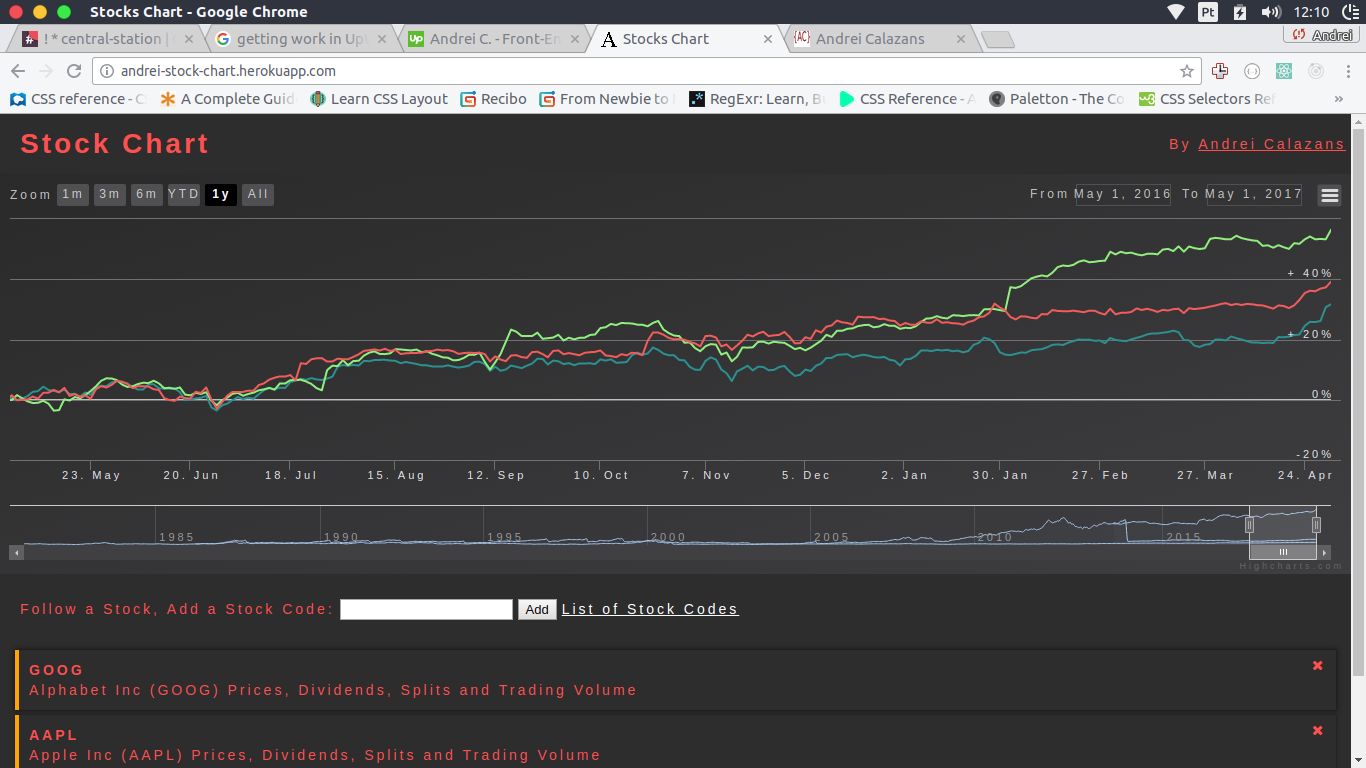 Stocks Chart - Google Chrome
Pt
12:10
! * central-station |
getting work in Up
Up
Andrei C. - Front-En
A
Stocks Chart
{AC}
Andrei Calazans
Andrei
andrei-stock-chart.herokuapp.com
CSS reference - C
A Complete Guid
Learn CSS Layout
Recibo
From Newbie to
RegExr: Learn, B
CSS Reference - A
Paletton - The Co
CSS Selectors Ref
»
Stock Chart
By Andrei Calazans
Zoom 1m 3m 6m YTD 1y All
From May 1, 2016 To May 1, 2017
+ 40%
+ 20%
0%
-20%
23. May 20. Jun 18. Jul 15. Aug 12. Sep 10. Oct 7. Nov 5. Dec 2. Jan 30. Jan 27. Feb 27. Mar 24. Apr
1985 1990 1995 2000 2005 2010 2015
Highcharts.com
Follow a Stock, Add a Stock Code: Add List of Stock Codes
GOOG
Alphabet Inc (GOOG) Prices, Dividends, Splits and Trading Volume
AAPL
Apple Inc (AAPL) Prices, Dividends, Splits and Trading Volume